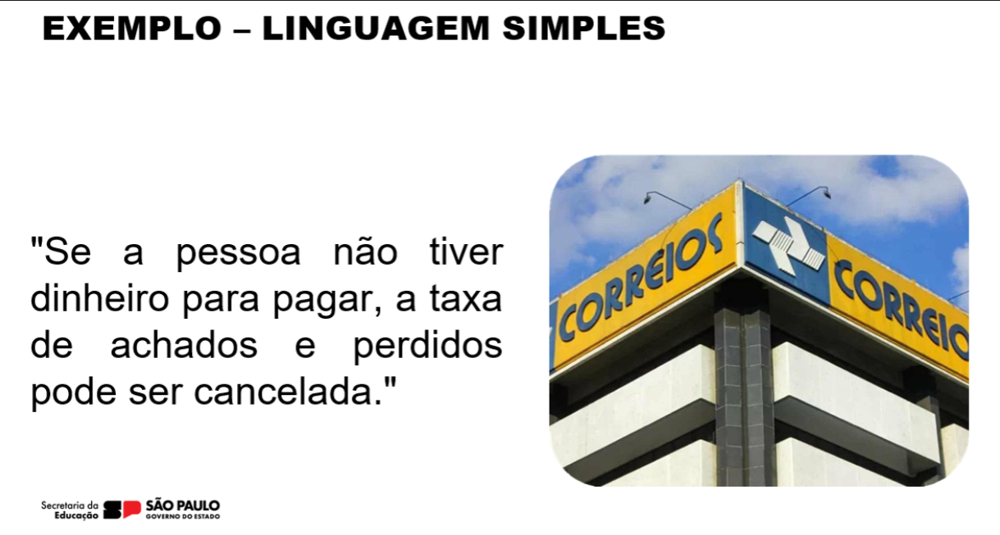 EXEMPLO – LINGUAGEM SIMPLES
"Se a pessoa não tiver
dinheiro para pagar, a taxa
de achados e perdidos
pode ser cancelada."
CORREIOS
CORREIO
Secretaria da
Educação
SÃO PAULO
GOVERNO DO ESTADO